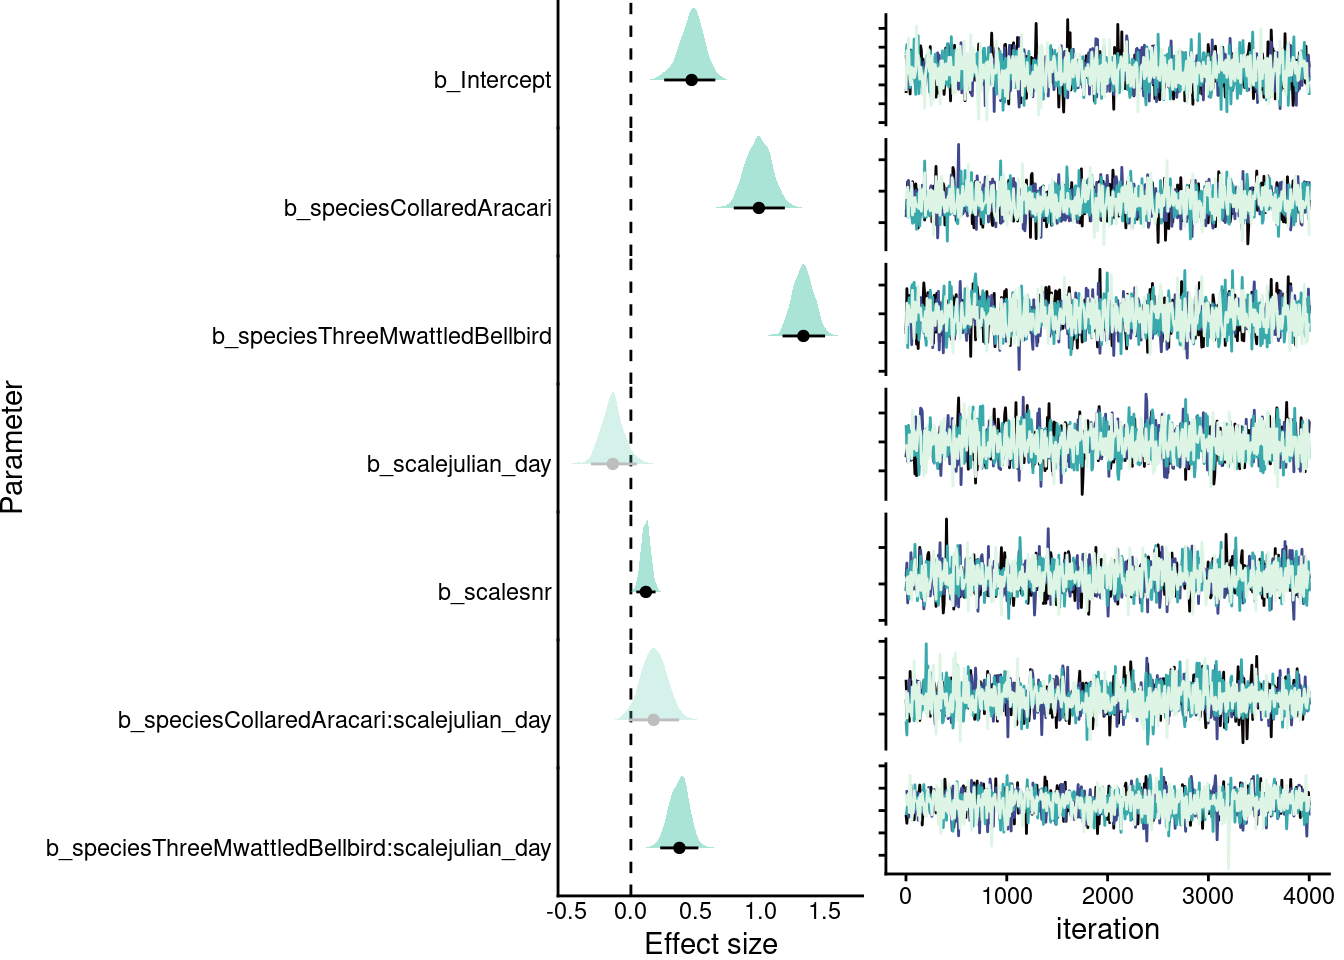 Parameter
b_Intercept
b_speciesCollaredAracari
b_speciesThreeMwattledBellbird
b_scalejulian_day
b_scalesnr
b_speciesCollaredAracari:scalejulian_day
b_speciesThreeMwattledBellbird:scalejulian_day
-0.5 0.0 0.5 1.0 1.5
Effect size
0 1000 2000 3000 4000
iteration